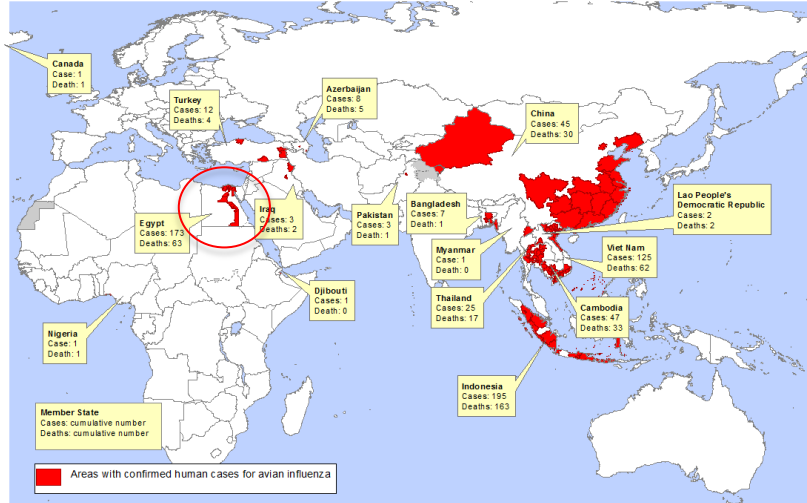 Canada
Case: 1
Death: 1
Turkey
Cases: 12
Deaths: 4
Azerbaijan
Cases: 8
Deaths: 5
China
Cases: 45
Deaths: 30
Egypt
Cases: 173
Deaths: 63
Iraq
Cases: 3
Deaths: 2
Pakistan
Cases: 3
Death: 1
Bangladesh
Cases: 7
Death: 1
Lao People's
Democratic Republic
Cases: 2
Deaths: 2
Myanmar
Case: 1
Death: 0
Viet Nam
Cases: 125
Deaths: 62
Djibouti
Cases: 1
Death: 0
Thailand
Cases: 25
Deaths: 17
Cambodia
Cases: 47
Deaths: 33
Nigeria
Case: 1
Death: 1
Indonesia
Cases: 195
Deaths: 163
Member State
Cases: cumulative number
Deaths: cumulative number
Areas with confirmed human cases for avian influenza